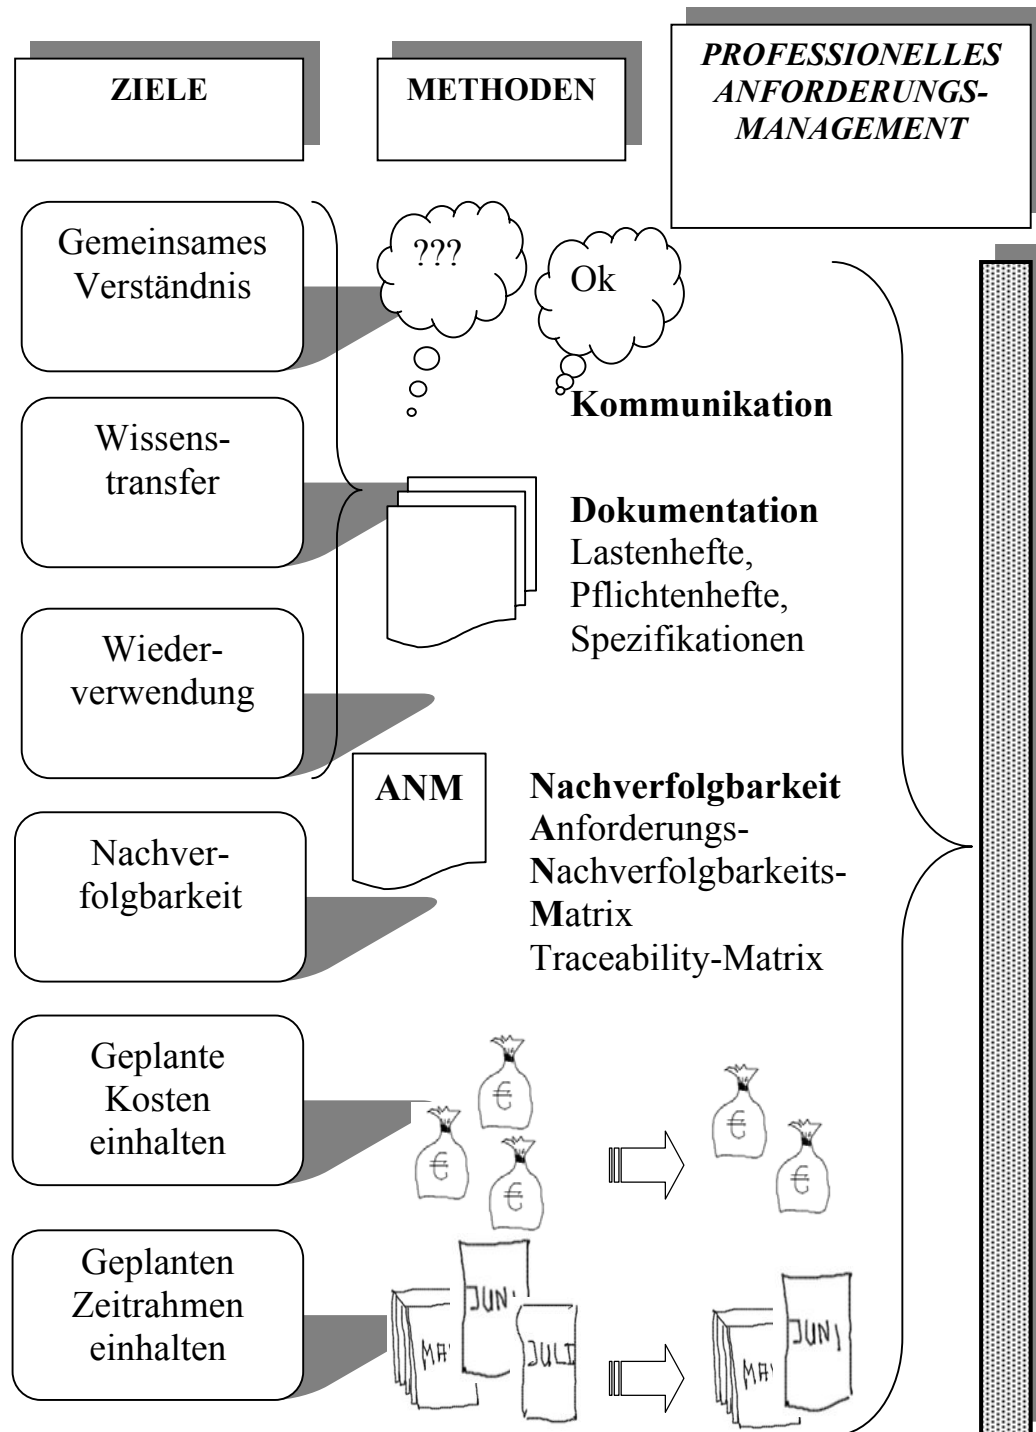 ZIELE
METHODEN
PROFESSIONELLES
ANFORDERUNGS-
MANAGEMENT
Gemeinsames
Verständnis
???
Ok
Kommunikation
Wissens-
transfer
Dokumentation
Lastenhefte,
Pflichtenhefte,
Spezifikationen
Wieder-
verwendung
ANM
Nachverfolgbarkeit
Anforderungs-
Nachverfolgbarkeits-
Matrix
Traceability-Matrix
Nachver-
folgbarkeit
Geplante
Kosten
einhalten
€
€
€
€
€
Geplanten
Zeitrahmen
einhalten
MAI
JUNI
JULI
MAI
JUNI